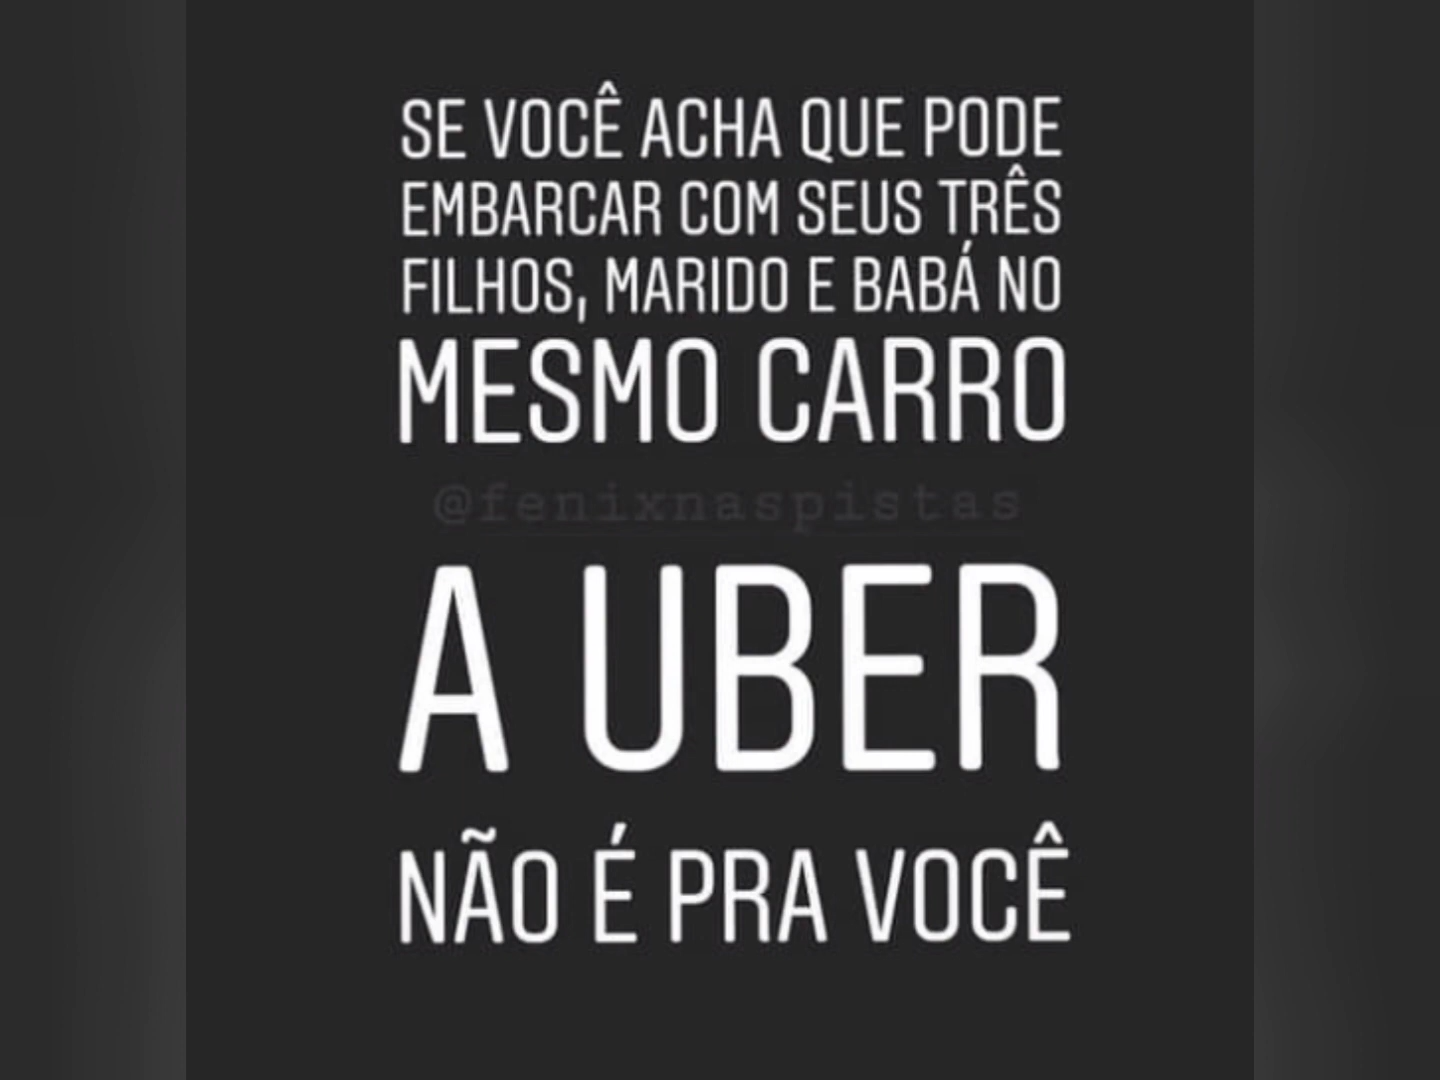 SE VOCÊ ACHA QUE PODE
EMBARCAR COM SEUS TRÊS
FILHOS, MARIDO E BABÁ NO
MESMO CARRO
@fenixnaspistas
A UBER
NÃO É PRA VOCÊ